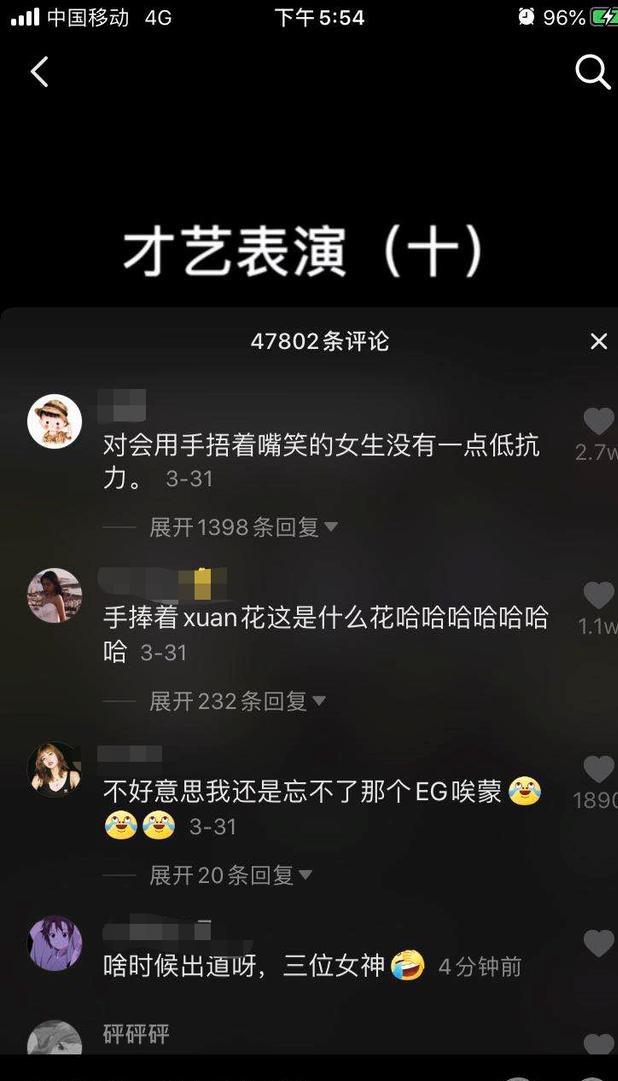 中国移动 4G 下午5:54 96%
才艺表演（十）
47802条评论
对会用手捂着嘴笑的女生没有一点低抗
力。 3-31
2.7w
展开1398条回复
手捧着xuan花这是什么花哈哈哈哈哈哈
哈 3-31
1.1w
展开232条回复
不好意思我还是忘不了那个EG唉蒙
3-31
1890
展开20条回复
啥时候出道呀，三位女神 4分钟前
砰砰砰